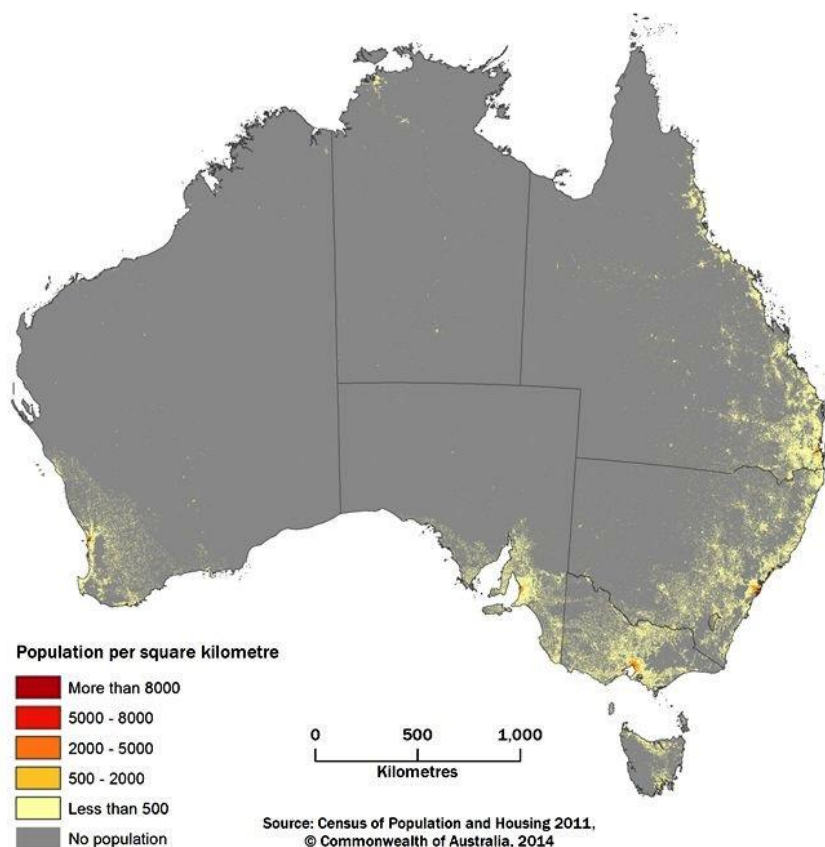 Population per square kilometre
More than 8000
5000 - 8000
2000 - 5000
500 - 2000
Less than 500
No population
0 500 1,000
Kilometres
Source: Census of Population and Housing 2011,
© Commonwealth of Australia, 2014